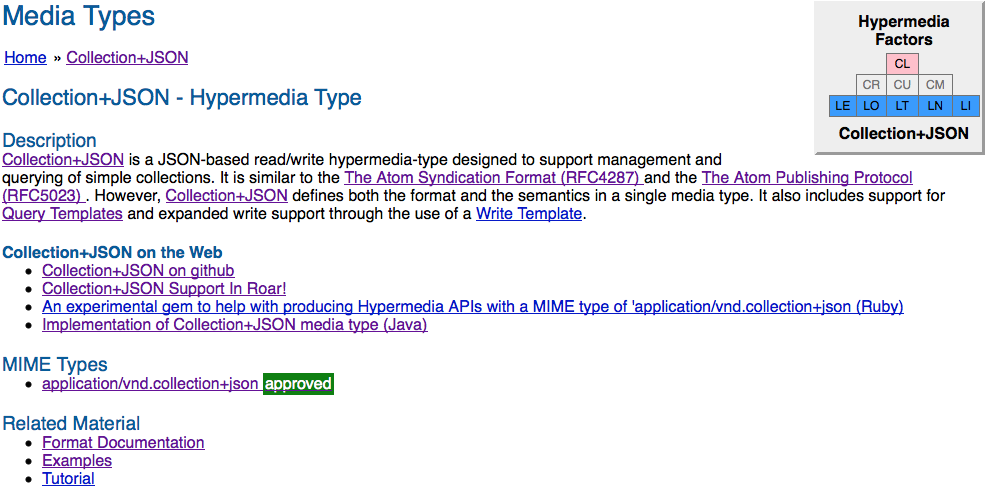 Media Types
Home » Collection+JSON
Collection+JSON - Hypermedia Type
Hypermedia
Factors
CL
CR CU CM
LE LO LT LN LI
Collection+JSON
Description
Collection+JSON is a JSON-based read/write hypermedia-type designed to support management and
querying of simple collections. It is similar to the The Atom Syndication Format (RFC4287) and the The Atom Publishing Protocol
(RFC5023) . However, Collection+JSON defines both the format and the semantics in a single media type. It also includes support for
Query Templates and expanded write support through the use of a Write Template.
Collection+JSON on the Web
• Collection+JSON on github
• Collection+JSON Support In Roar!
• An experimental gem to help with producing Hypermedia APIs with a MIME type of 'application/vnd.collection+json (Ruby)
• Implementation of Collection+JSON media type (Java)
MIME Types
• application/vnd.collection+json approved
Related Material
• Format Documentation
• Examples
• Tutorial